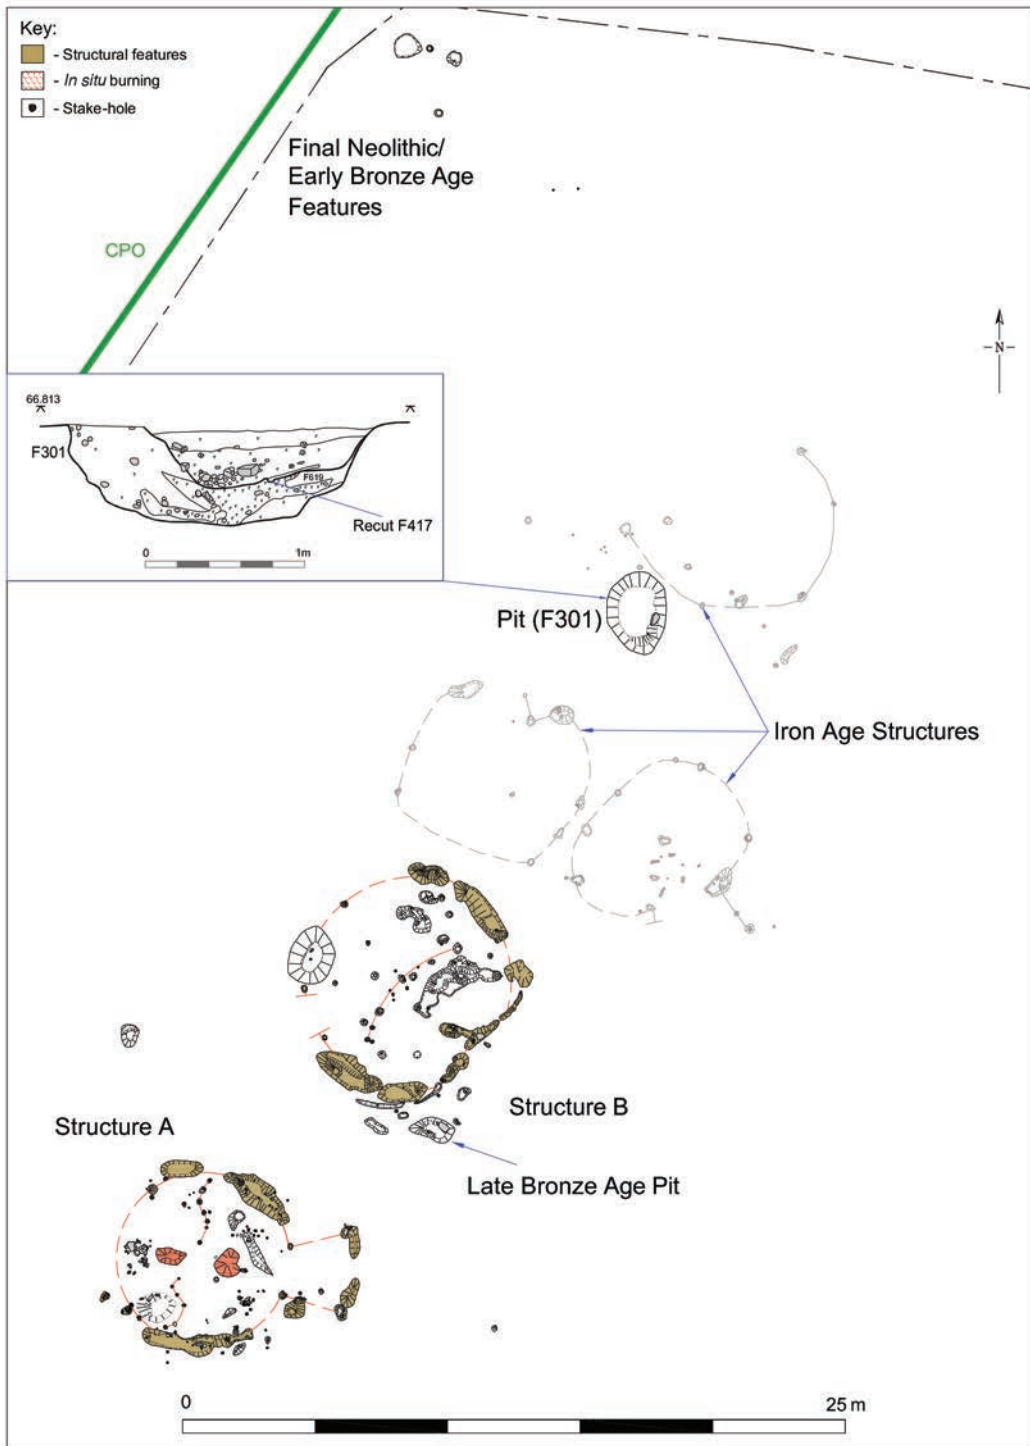 Key:
- Structural features
- In situ burning
- Stake-hole
Final Neolithic/
Early Bronze Age
Features
CPO
N
66.813
F301
F619
Recut F417
0 1m
Pit (F301)
Iron Age Structures
Structure B
Structure A
Late Bronze Age Pit
0 25 m